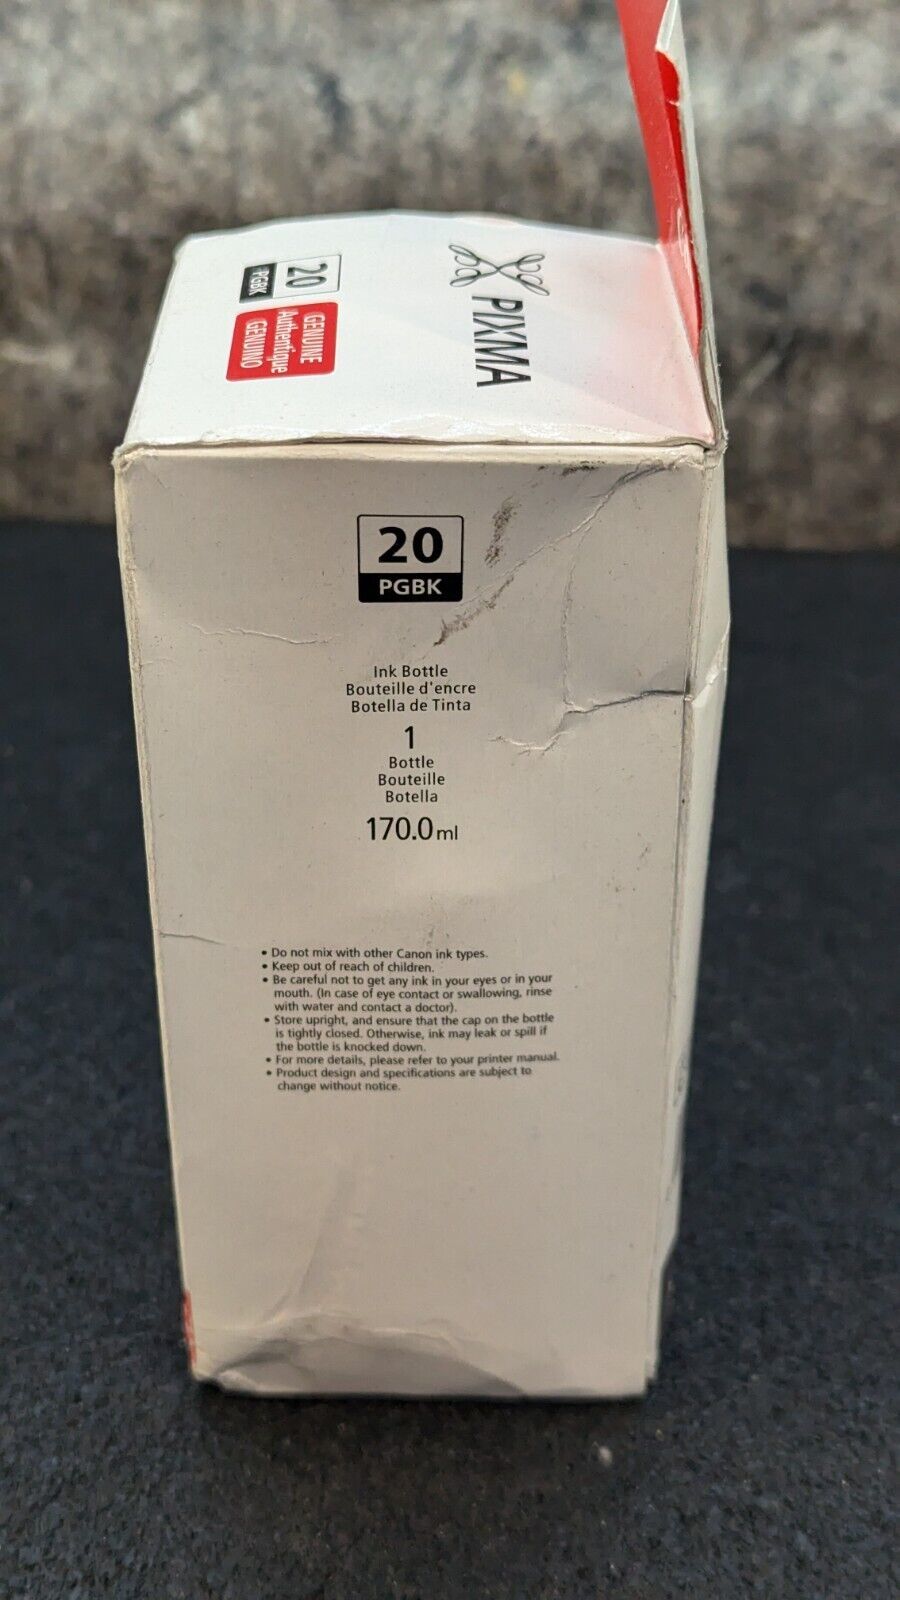 20
PGBK
GENUINE
Authentique
GENUINO
PIXMA
20
PGBK
Ink Bottle
Bouteille d'encre
Botella de Tinta
1
Bottle
Bouteille
Botella
170.0 ml
• Do not mix with other Canon ink types.
• Keep out of reach of children.
• Be careful not to get any ink in your eyes or in your
mouth. (In case of eye contact or swallowing, rinse
with water and contact a doctor).
• Store upright, and ensure that the cap on the bottle
is tightly closed. Otherwise, ink may leak or spill if
the bottle is knocked down.
• For more details, please refer to your printer manual.
• Product design and specifications are subject to
change without notice.